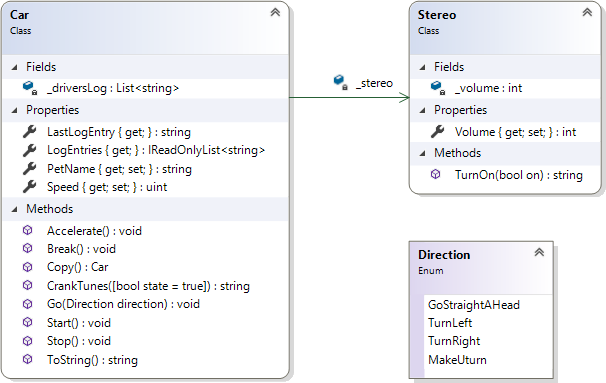 Car
Class
Fields
_driversLog : List<string>
Properties
LastLogEntry { get; } : string
LogEntries { get; } : IReadOnlyList<string>
PetName { get; set; } : string
Speed { get; set; } : uint
Methods
Accelerate() : void
Break() : void
Copy() : Car
CrankTunes([bool state = true]) : string
Go(Direction direction) : void
Start() : void
Stop() : void
ToString() : string
_stereo
Stereo
Class
Fields
_volume : int
Properties
Volume { get; set; } : int
Methods
TurnOn(bool on) : string
Direction
Enum
GoStraightAHead
TurnLeft
TurnRight
MakeUturn